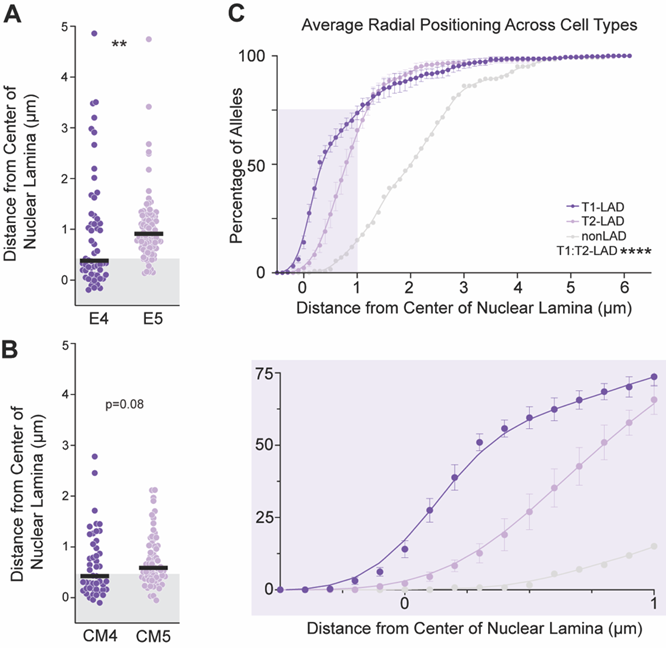 A
Distance from Center of
Nuclear Lamina (μm)
5
4
3
2
1
0
**
E4 E5
B
Distance from Center of
Nuclear Lamina (μm)
5
4
3
2
1
0
p=0.08
CM4 CM5
C
Average Radial Positioning Across Cell Types
Percentage of Alleles
100
50
0
T1-LAD
T2-LAD
nonLAD
T1:T2-LAD ****
0 1 2 3 4 5 6
Distance from Center of Nuclear Lamina (μm)
75
50
25
0
0 1
Distance from Center of Nuclear Lamina (μm)